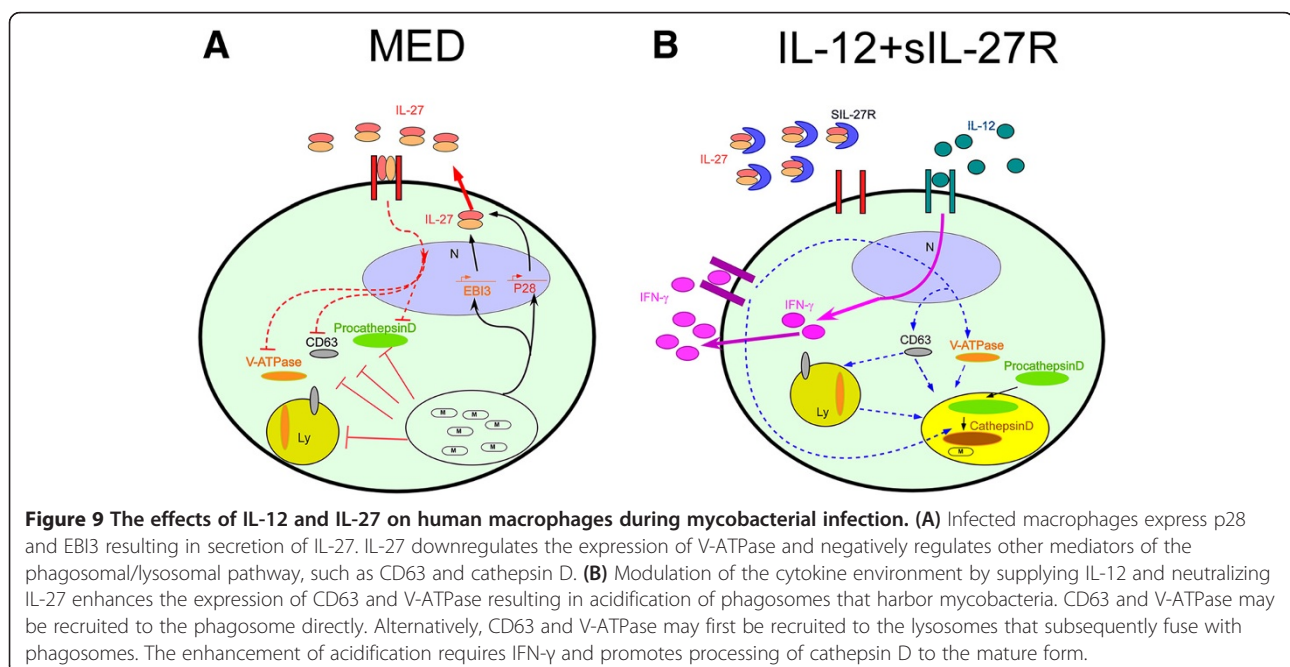 A MED
IL-27
IL-27
N
EBI3 P28
ProcathepsinD
CD63
V-ATPase
Ly
M M
M M
M
M M
B IL-12+sIL-27R
SIL-27R
IL-12
IL-27
N
IFN-γ
IFN-γ
CD63
V-ATPase
ProcathepsinD
Ly
CathepsinD
M
Figure 9 The effects of IL-12 and IL-27 on human macrophages during mycobacterial infection. (A) Infected macrophages express p28
and EBI3 resulting in secretion of IL-27. IL-27 downregulates the expression of V-ATPase and negatively regulates other mediators of the
phagosomal/lysosomal pathway, such as CD63 and cathepsin D. (B) Modulation of the cytokine environment by supplying IL-12 and neutralizing
IL-27 enhances the expression of CD63 and V-ATPase resulting in acidification of phagosomes that harbor mycobacteria. CD63 and V-ATPase may
be recruited to the phagosome directly. Alternatively, CD63 and V-ATPase may first be recruited to the lysosomes that subsequently fuse with
phagosomes. The enhancement of acidification requires IFN-γ and promotes processing of cathepsin D to the mature form.